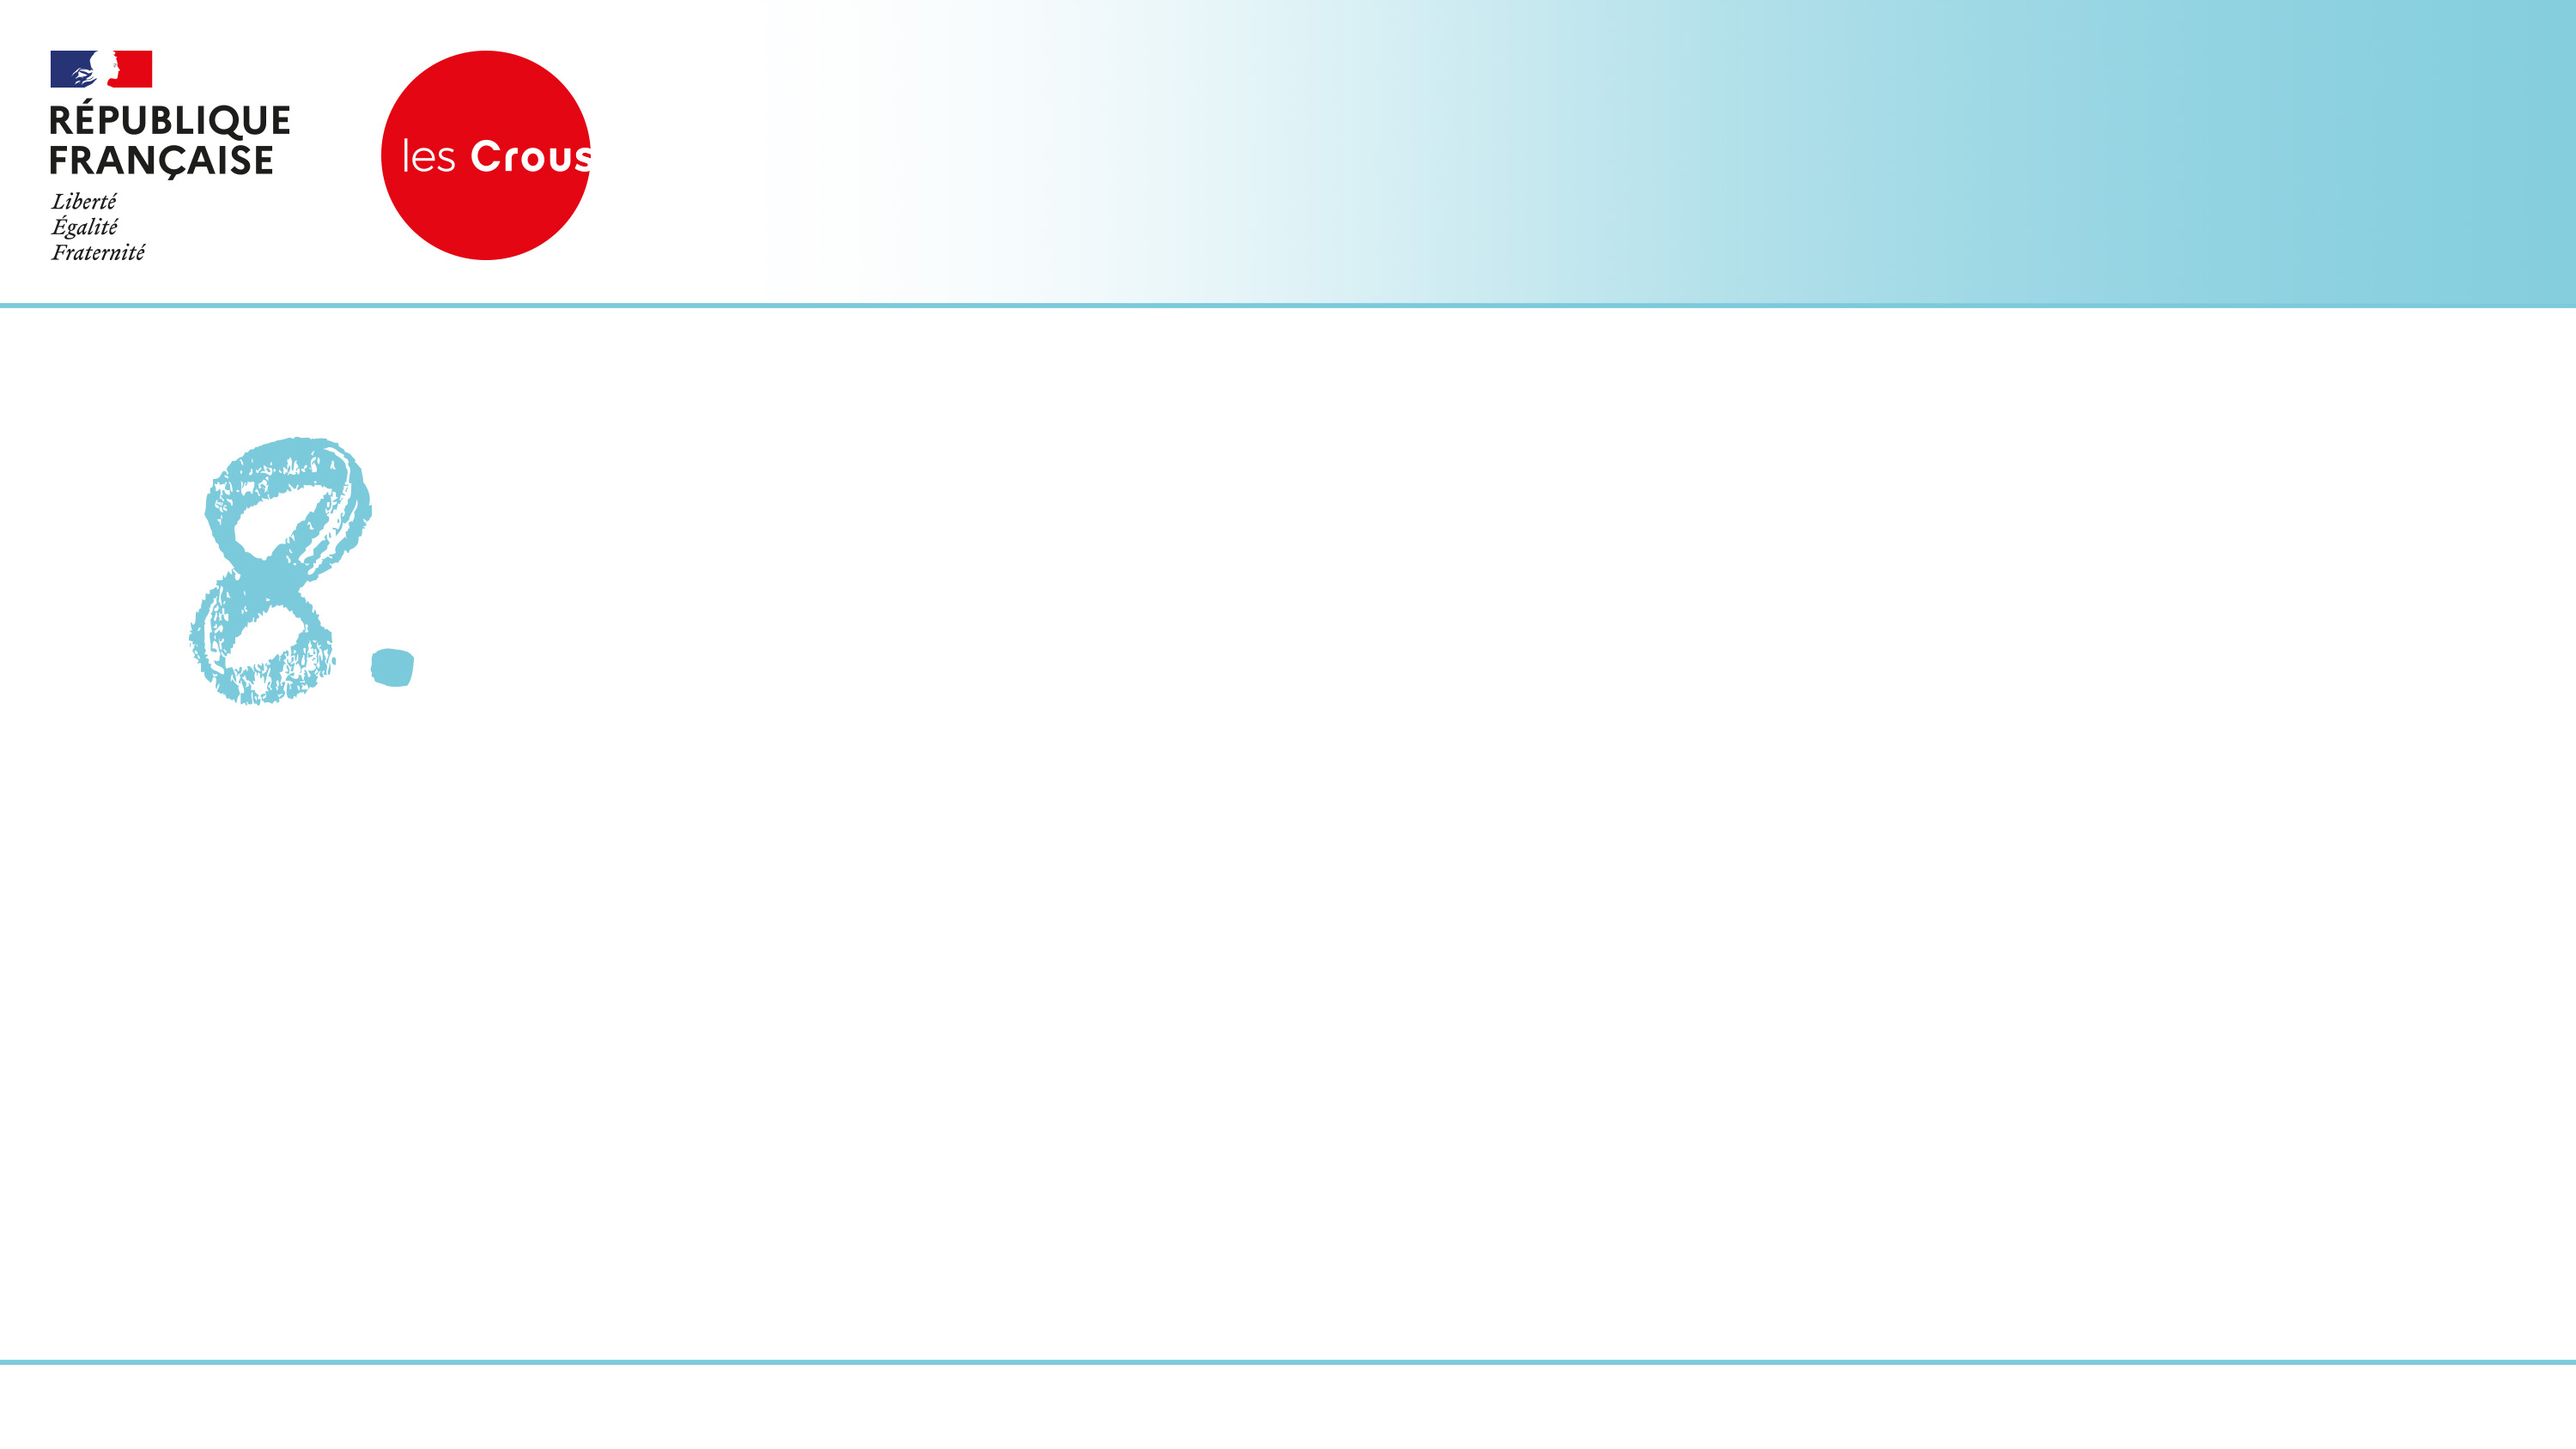 RÉPUBLIQUE
FRANÇAISE
Liberté
Égalité
Fraternité
les Crous
8.